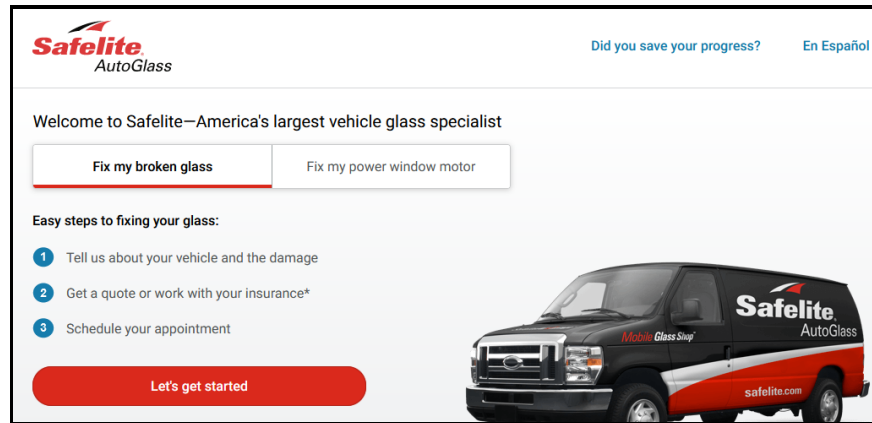 Safelite
AutoGlass
Did you save your progress?
En Español
Welcome to Safelite—America's largest vehicle glass specialist
Fix my broken glass
Fix my power window motor
Easy steps to fixing your glass:
1 Tell us about your vehicle and the damage
2 Get a quote or work with your insurance*
3 Schedule your appointment
Let's get started
Mobile Glass Shop
Safelite
AutoGlass
safelite.com